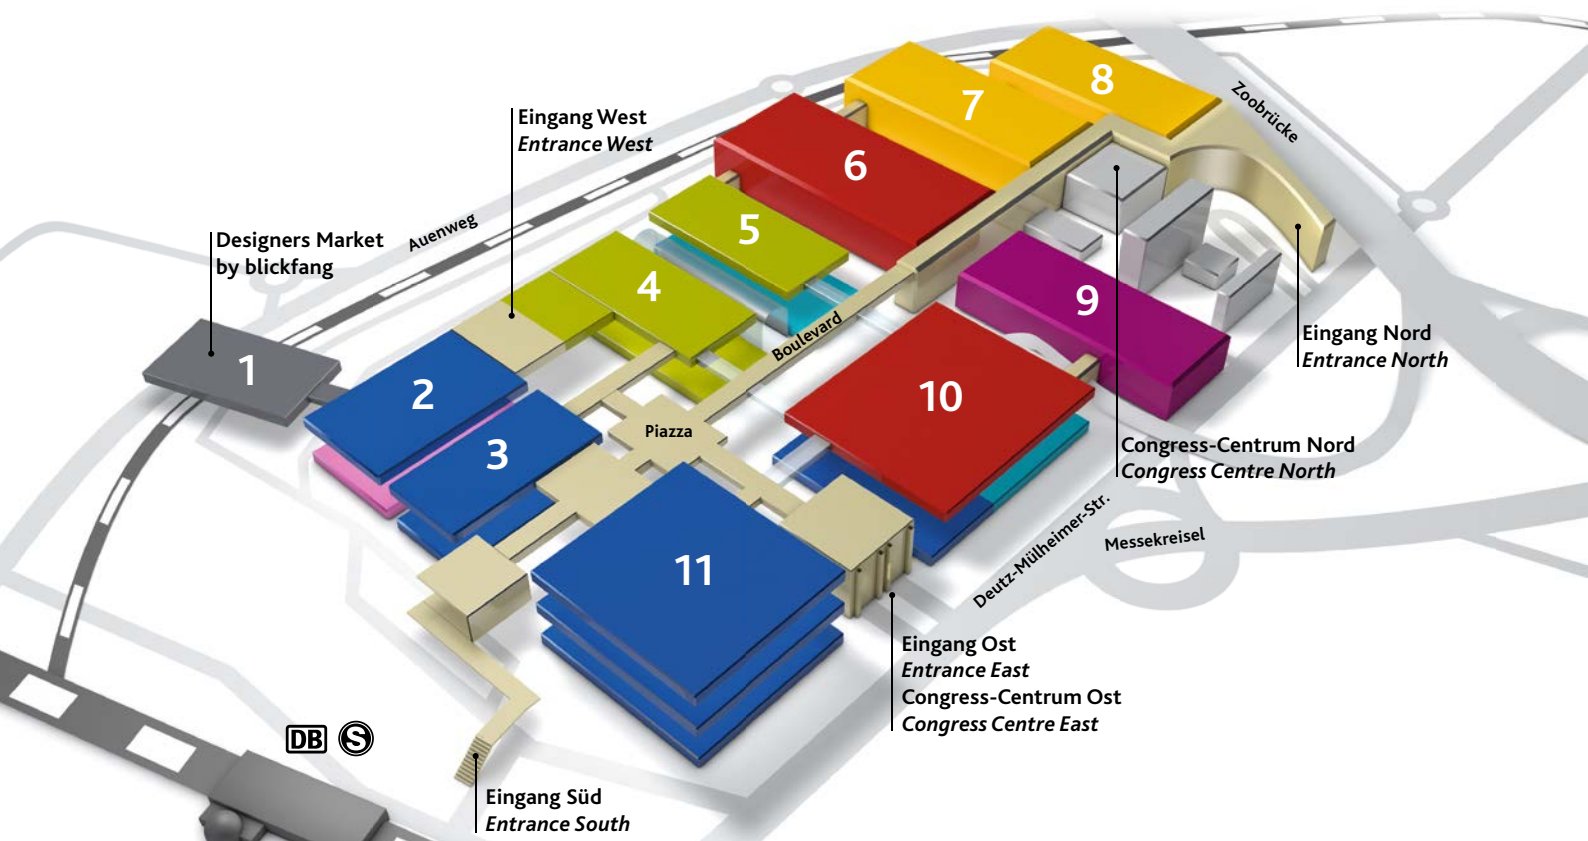 8
Zoobrücke
7
Eingang West
Entrance West
6
Auenweg
5
Designers Market
by blickfang
4
9
Boulevard
Eingang Nord
Entrance North
1
2
10
Piazza
3
Congress-Centrum Nord
Congress Centre North
Deutz-Mülheimer-Str.
Messekreisel
11
Eingang Ost
Entrance East
Congress-Centrum Ost
Congress Centre East
DB S
Eingang Süd
Entrance South